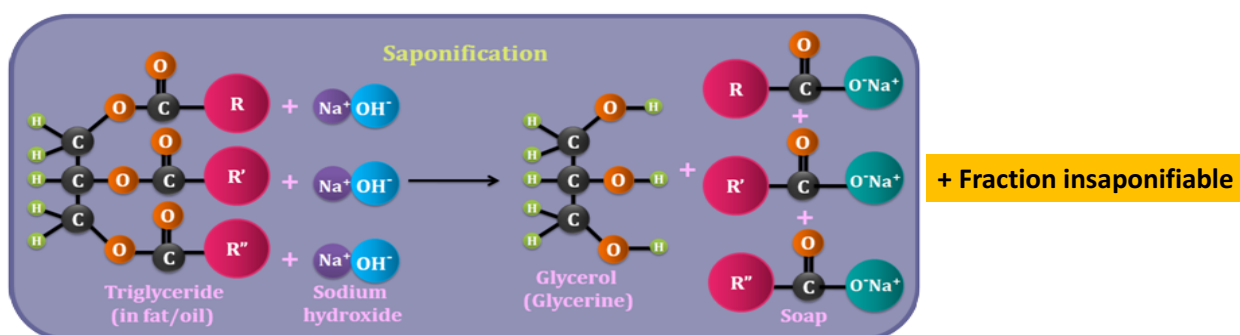 Saponification
O
H
O
C
R
+
Na⁺ OH⁻
H
C
O
H
O
C
R'
+
Na⁺ OH⁻
H
C
O
H
O
C
R"
+
Na⁺ OH⁻
H
Triglyceride
(in fat/oil)
Sodium
hydroxide
H
C
O
H
H
H
C
O
H
H
C
O
H
H
Glycerol
(Glycerine)
+
O
R
C
O⁻Na⁺
+
O
R'
C
O⁻Na⁺
+
O
R"
C
O⁻Na⁺
Soap
+ Fraction insaponifiable